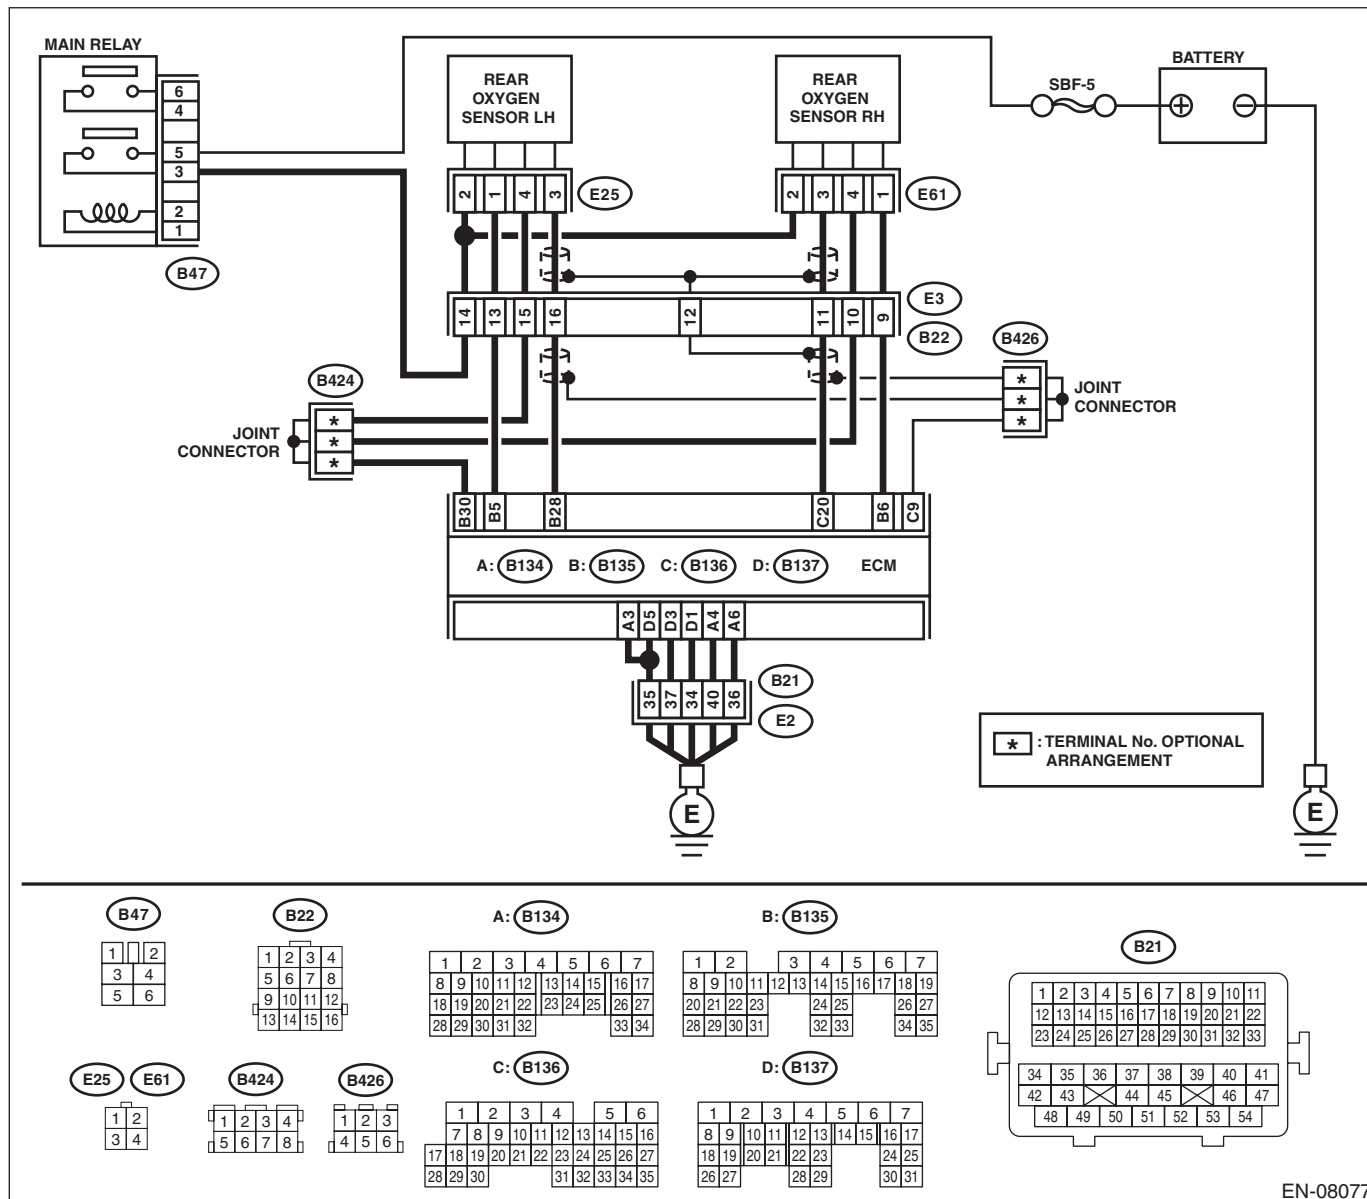 MAIN RELAY
6
4
5
3
2
1
B47
REAR
OXYGEN
SENSOR LH
2 1 4 3
E25
REAR
OXYGEN
SENSOR RH
2 3 4 1
E61
SBF-5
BATTERY
+ −
14 13 15 16 12 11 10 9
E3
B22
B424
*
*
*
JOINT
CONNECTOR
B426
*
*
*
JOINT
CONNECTOR
B30 B5 B28 C20 B6 C9
A: B134 B: B135 C: B136 D: B137 ECM
A3 D5 D3 D1 A4 A6
35 37 34 40 36
B21
E2
E
* : TERMINAL No. OPTIONAL
ARRANGEMENT
E
B47
1 2
3 4
5 6
B22
1 2 3 4
5 6 7 8
9 10 11 12
13 14 15 16
A: B134
1 2 3 4 5 6 7
8 9 10 11 12 13 14 15 16 17
18 19 20 21 22 23 24 25 26 27
28 29 30 31 32 33 34
B: B135
1 2 3 4 5 6 7
8 9 10 11 12 13 14 15 16 17 18 19
20 21 22 23 24 25 26 27
28 29 30 31 32 33 34 35
B21
1 2 3 4 5 6 7 8 9 10 11
12 13 14 15 16 17 18 19 20 21 22
23 24 25 26 27 28 29 30 31 32 33
34 35 36 37 38 39 40 41
42 43 44 45 46 47
48 49 50 51 52 53 54
E25 E61
1 2
3 4
B424
1 2 3 4
5 6 7 8
B426
1 2 3
4 5 6
C: B136
1 2 3 4 5 6
7 8 9 10 11 12 13 14 15 16
17 18 19 20 21 22 23 24 25 26 27
28 29 30 31 32 33 34 35
D: B137
1 2 3 4 5 6 7
8 9 10 11 12 13 14 15 16 17
18 19 20 21 22 23 24 25
26 27 28 29 30 31
EN-08077